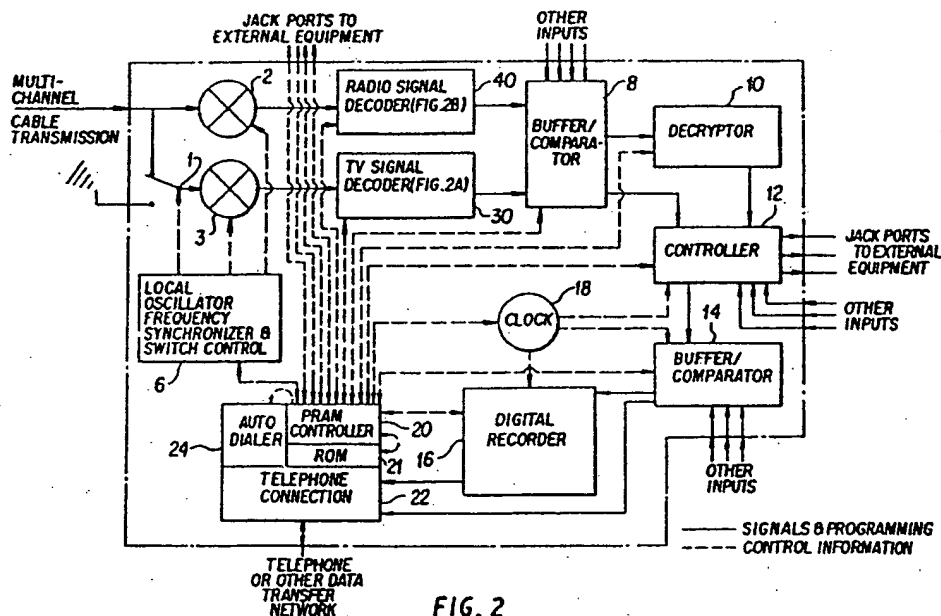 JACK PORTS TO
EXTERNAL EQUIPMENT
OTHER
INPUTS
MULTI-
CHANNEL
CABLE
TRANSMISSION
2
RADIO SIGNAL
DECODER(FIG.2B)
40
8
BUFFER/
COMPARA-
TOR
10
DECRYPTOR
1
3
TV SIGNAL
DECODER(FIG.2A)
30
12
CONTROLLER
JACK PORTS
TO EXTERNAL
EQUIPMENT
OTHER
INPUTS
LOCAL
OSCILLATOR
FREQUENCY
SYNCHRONIZER &
SWITCH CONTROL
6
18
CLOCK
14
BUFFER/
COMPARATOR
AUTO
DIALER
24
PRAM
CONTROLLER
20
ROM
21
TELEPHONE
CONNECTION
22
16
DIGITAL
RECORDER
OTHER
INPUTS
SIGNALS & PROGRAMMING
CONTROL INFORMATION
TELEPHONE
OR OTHER DATA
TRANSFER
NETWORK
FIG. 2